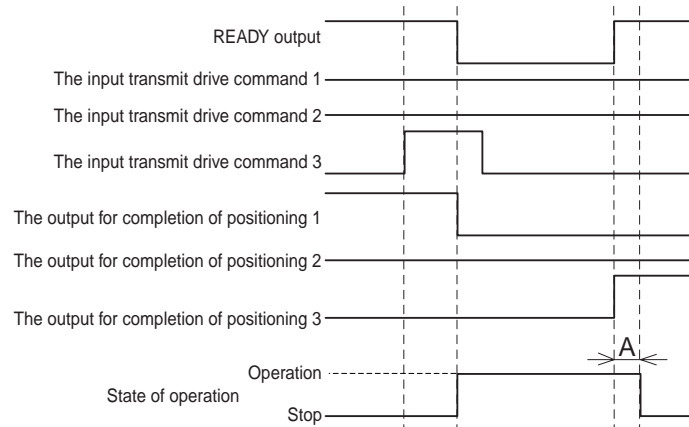 READY output
The input transmit drive command 1
The input transmit drive command 2
The input transmit drive command 3
The output for completion of positioning 1
The output for completion of positioning 2
The output for completion of positioning 3
A
Operation
State of operation
Stop